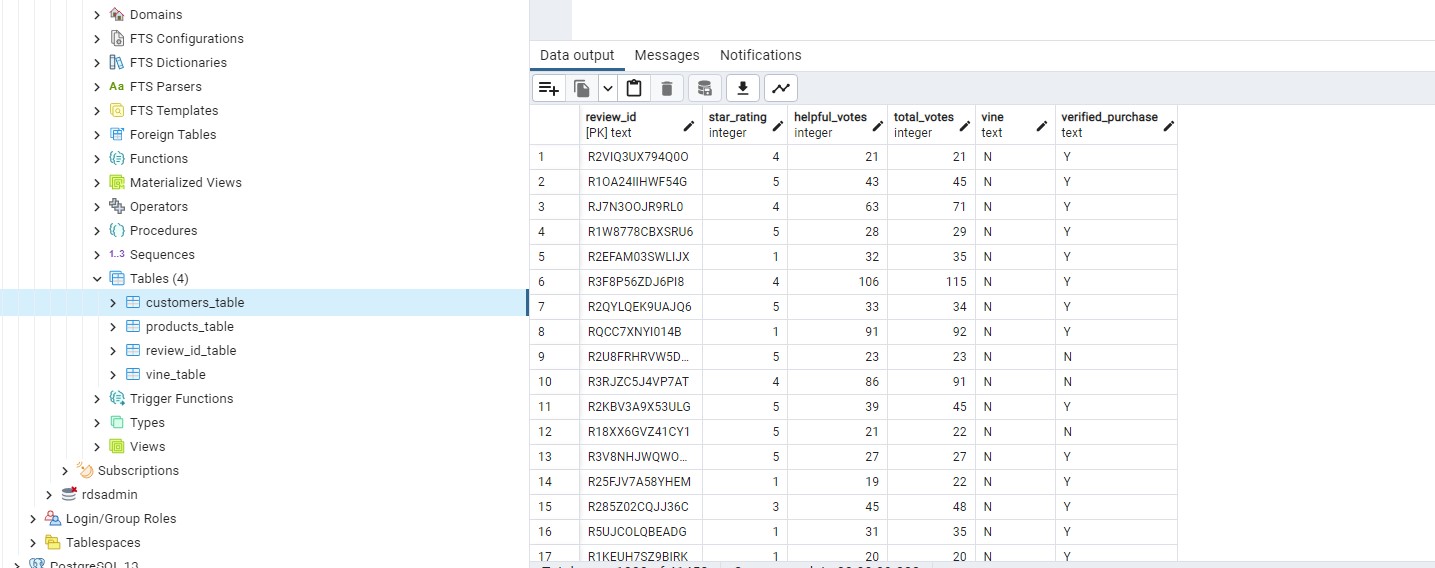 Domains
FTS Configurations
FTS Dictionaries
Aa FTS Parsers
FTS Templates
Foreign Tables
Functions
Materialized Views
Operators
Procedures
1..3 Sequences
Tables (4)
customers_table
products_table
review_id_table
vine_table
Trigger Functions
Types
Views
Subscriptions
rdsadmin
Login/Group Roles
Tablespaces
PostgreSQL 13
Data output Messages Notifications
review_id star_rating helpful_votes total_votes vine verified_purchase
[PK] text integer integer integer text text
1 R2VIQ3UX794Q0O 4 21 21 N Y
2 R1OA24IIHWF54G 5 43 45 N Y
3 RJ7N3OOJR9RL0 4 63 71 N Y
4 R1W8778CBXSRU6 5 28 29 N Y
5 R2EFAM03SWLIJX 1 32 35 N Y
6 R3F8P56ZDJ6PI8 4 106 115 N Y
7 R2QYLQEK9UAJQ6 5 33 34 N Y
8 RQCC7XNYI014B 1 91 92 N Y
9 R2U8FRHRVW5D... 5 23 23 N N
10 R3RJZC5J4VP7AT 4 86 91 N N
11 R2KBV3A9X53ULG 5 39 45 N Y
12 R18XX6GVZ41CY1 5 21 22 N N
13 R3V8NHJWQWO... 5 27 27 N Y
14 R25FJV7A58YHEM 1 19 22 N Y
15 R285Z02CQJJ36C 3 45 48 N Y
16 R5UJCOLQBEADG 1 31 35 N Y
17 R1KEUH7SZ9BIRK 1 20 20 N Y